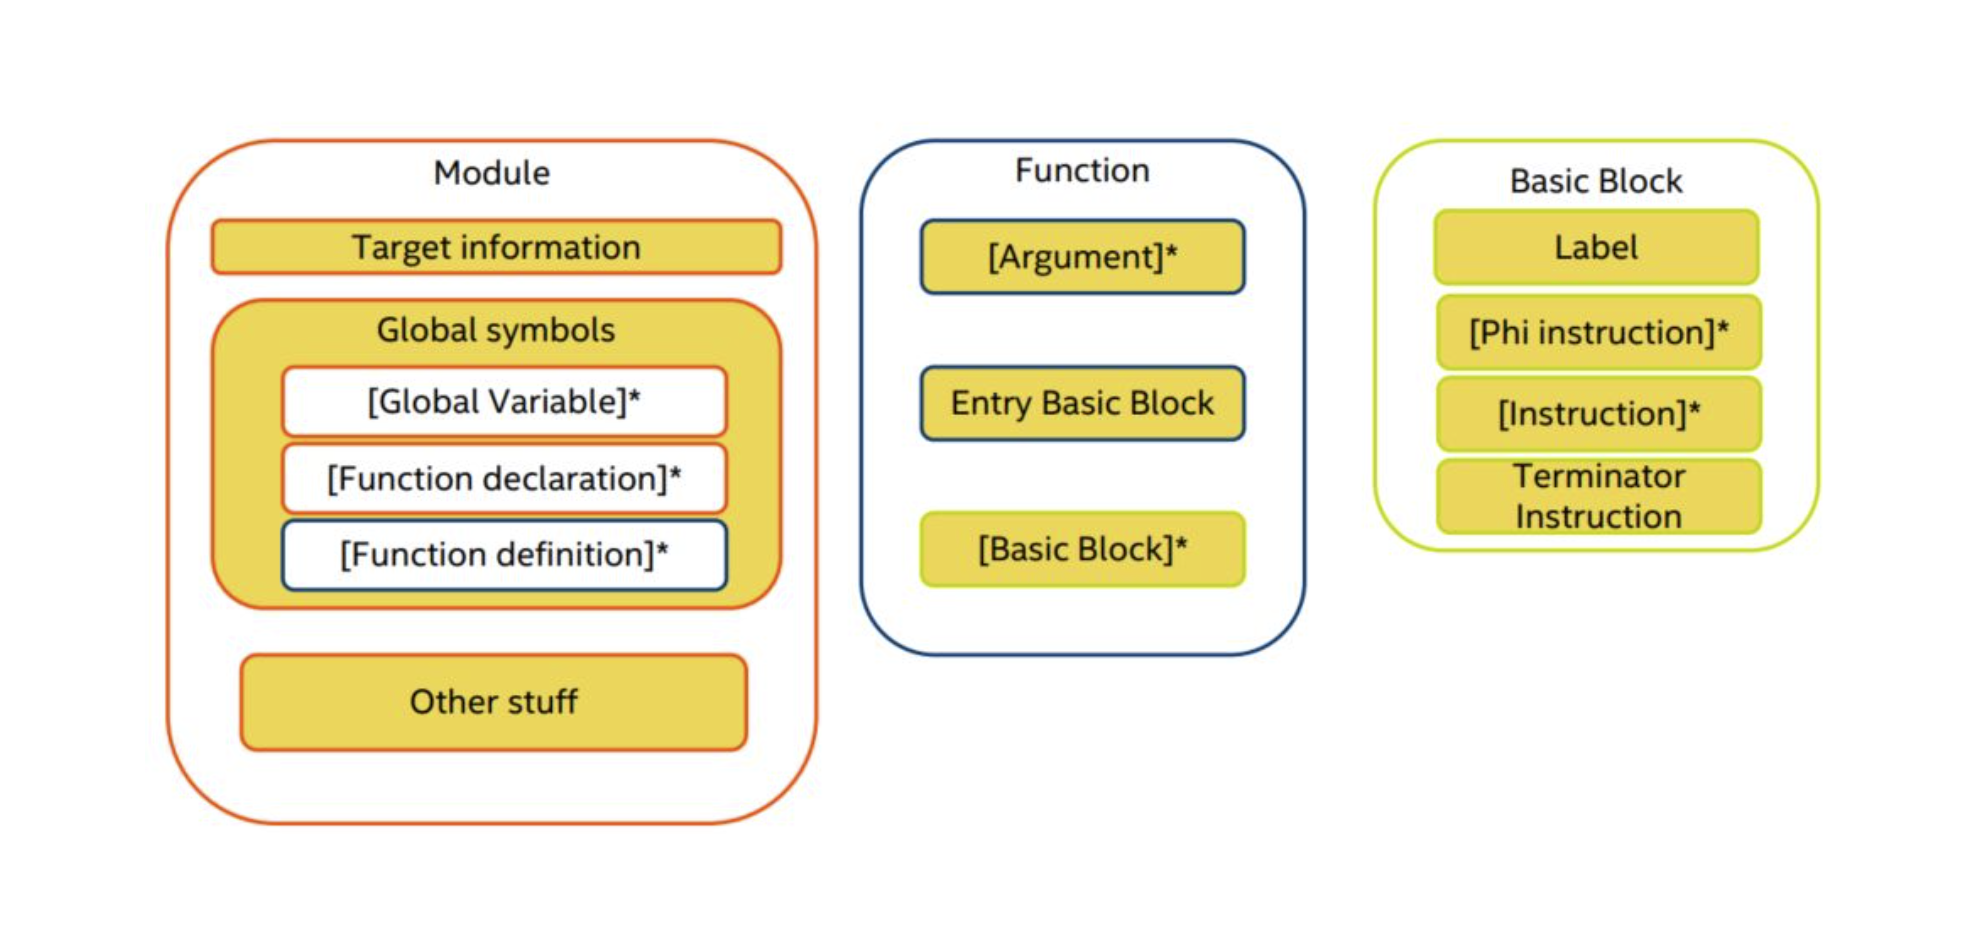 Module
Target information
Global symbols
[Global Variable]*
[Function declaration]*
[Function definition]*
Other stuff
Function
[Argument]*
Entry Basic Block
[Basic Block]*
Basic Block
Label
[Phi instruction]*
[Instruction]*
Terminator
Instruction